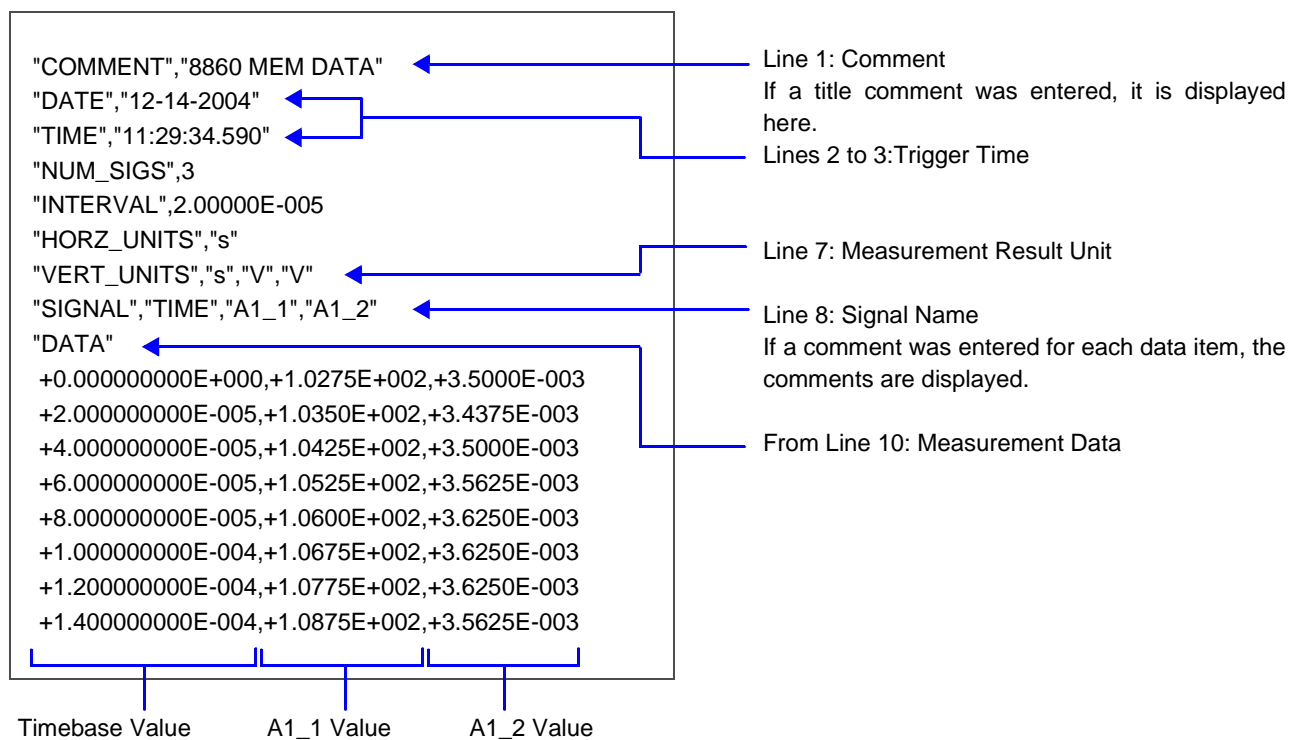 "COMMENT","8860 MEM DATA"
"DATE","12-14-2004"
"TIME","11:29:34.590"
"NUM_SIGS",3
"INTERVAL",2.00000E-005
"HORZ_UNITS","s"
"VERT_UNITS","s","V","V"
"SIGNAL","TIME","A1_1","A1_2"
"DATA"
+0.000000000E+000,+1.0275E+002,+3.5000E-003
+2.000000000E-005,+1.0350E+002,+3.4375E-003
+4.000000000E-005,+1.0425E+002,+3.5000E-003
+6.000000000E-005,+1.0525E+002,+3.5625E-003
+8.000000000E-005,+1.0600E+002,+3.6250E-003
+1.000000000E-004,+1.0675E+002,+3.6250E-003
+1.200000000E-004,+1.0775E+002,+3.6250E-003
+1.400000000E-004,+1.0875E+002,+3.5625E-003
Timebase Value
A1_1 Value
A1_2 Value
Line 1: Comment
If a title comment was entered, it is displayed
here.
Lines 2 to 3:Trigger Time
Line 7: Measurement Result Unit
Line 8: Signal Name
If a comment was entered for each data item, the
comments are displayed.
From Line 10: Measurement Data